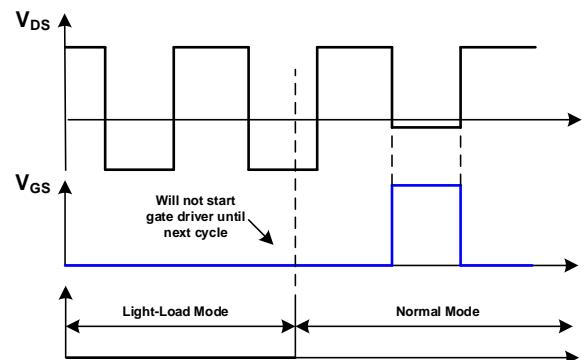 VDS
VGS
Will not start
gate driver until
next cycle
Light-Load Mode
Normal Mode